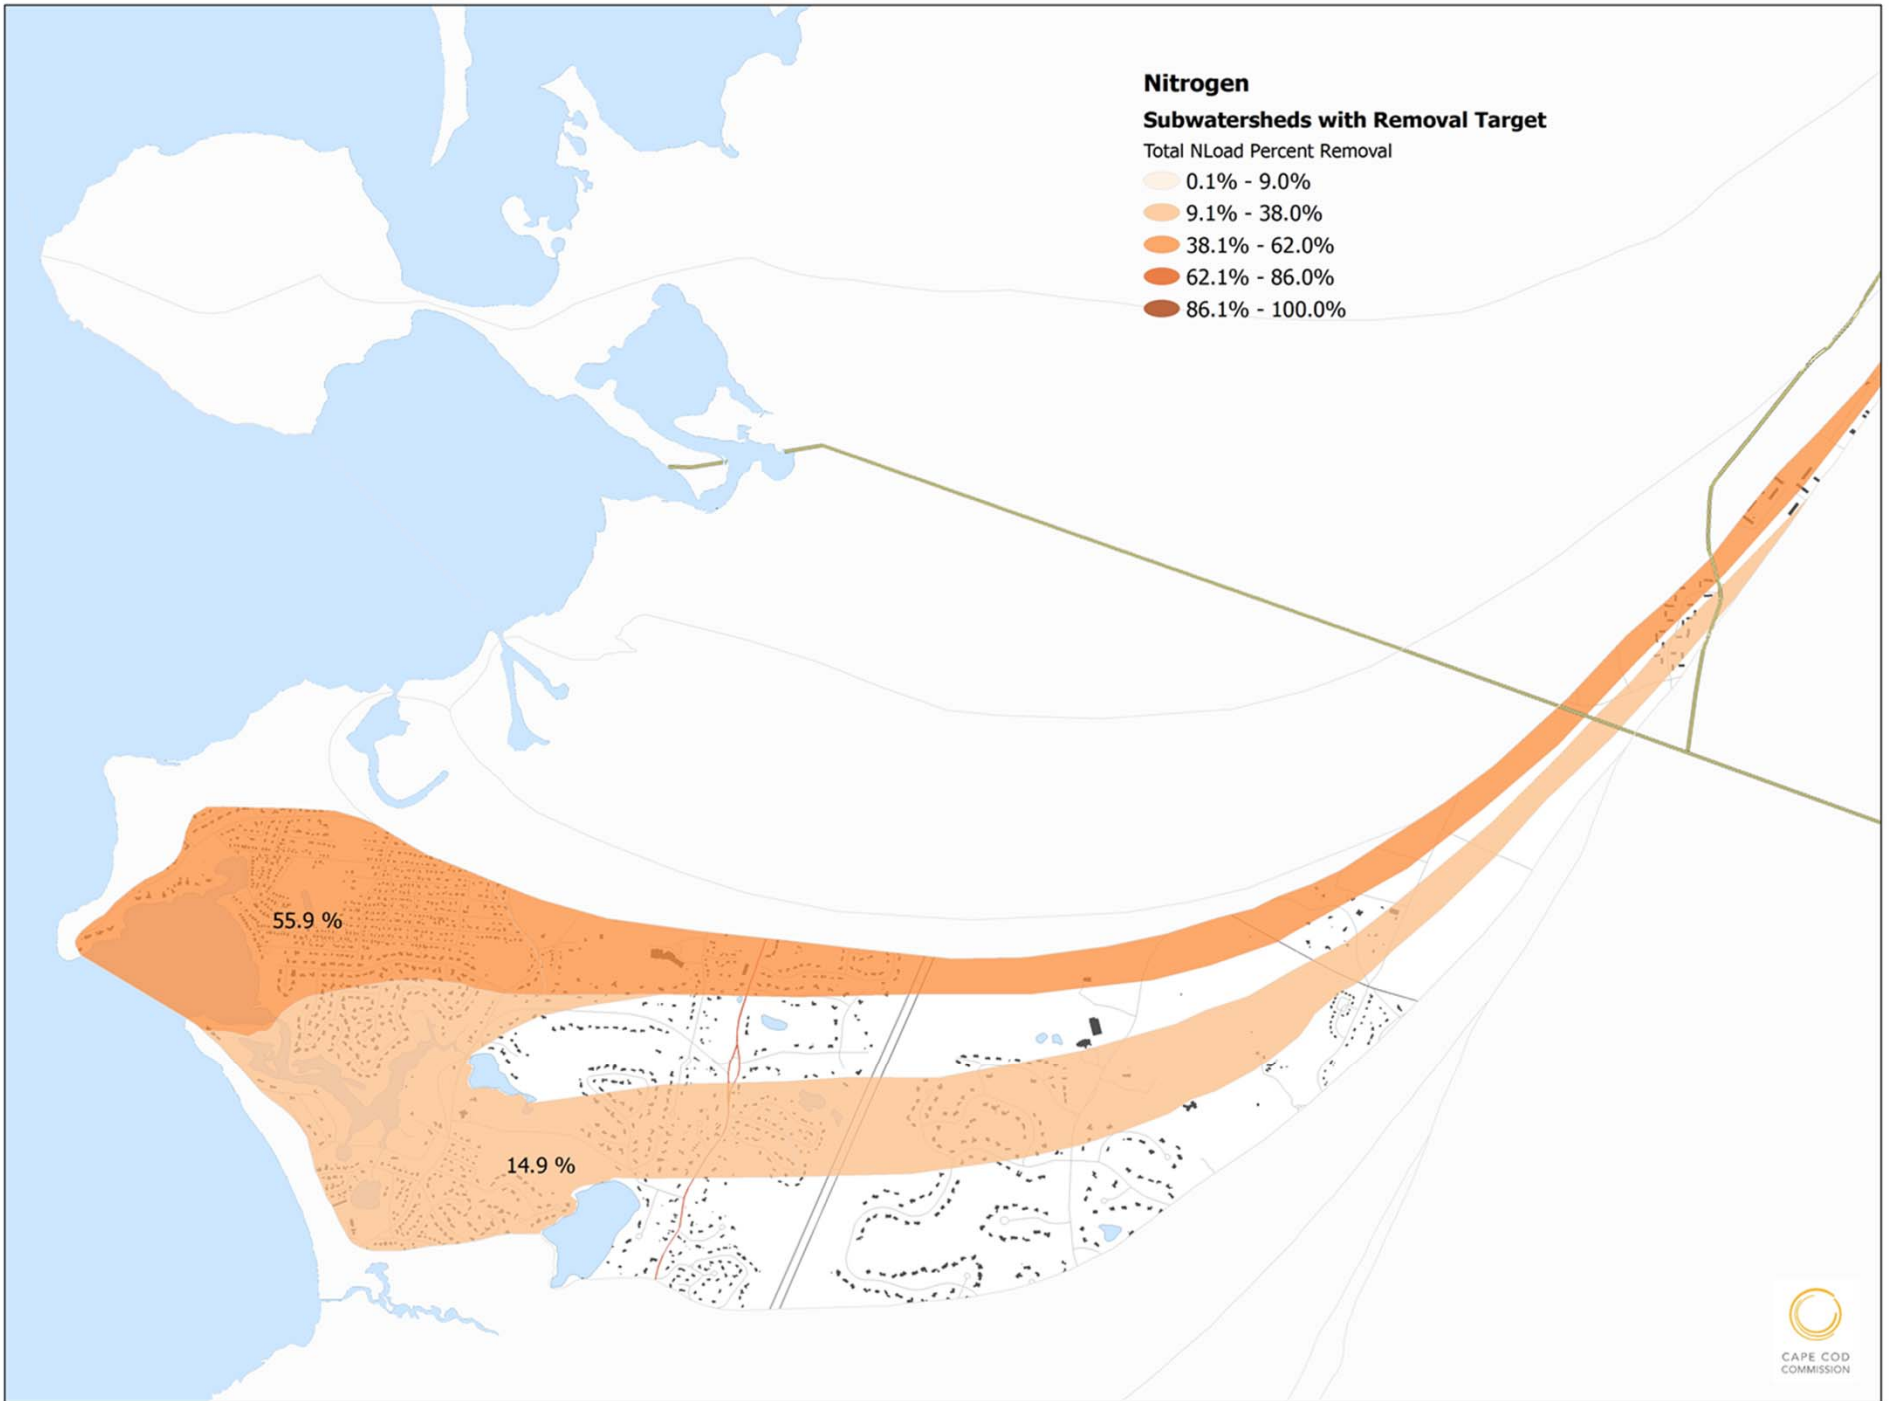 Nitrogen
Subwatersheds with Removal Target
Total NLoad Percent Removal
0.1% - 9.0%
9.1% - 38.0%
38.1% - 62.0%
62.1% - 86.0%
86.1% - 100.0%
55.9 %
14.9 %
CAPE COD
COMMISSION